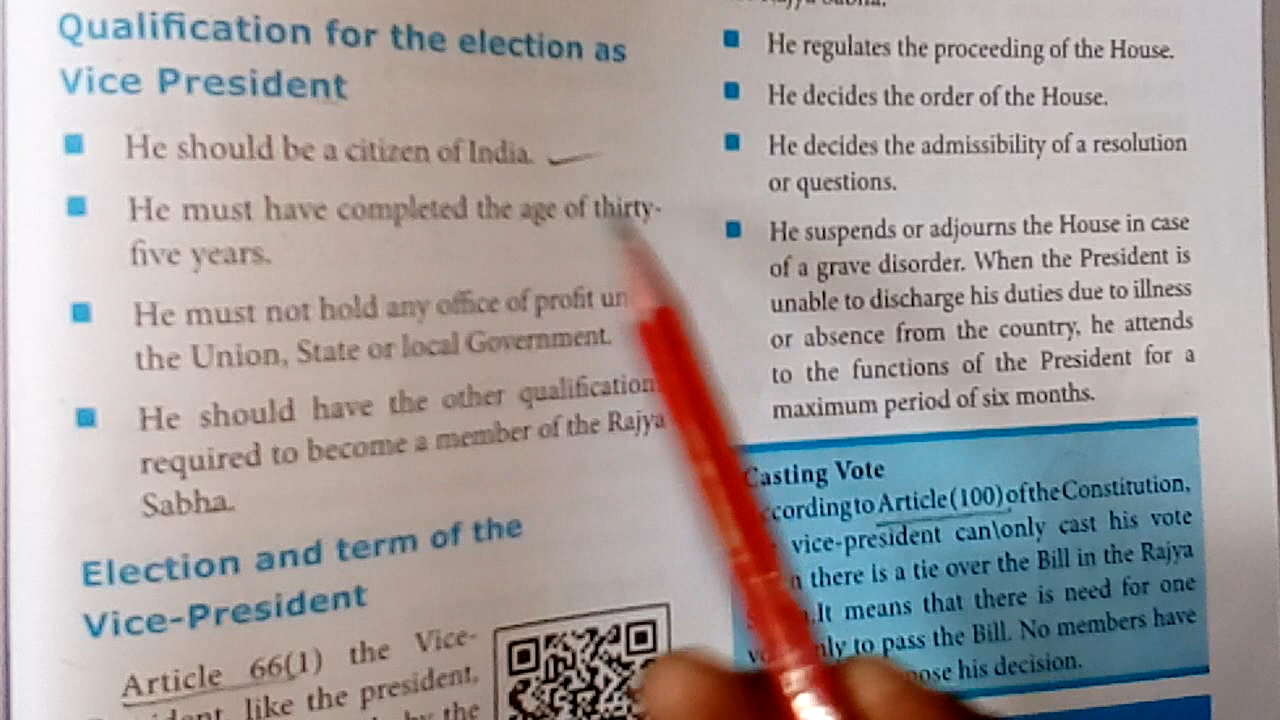 Qualification for the election as
Vice President
He should be a citizen of India.
He must have completed the age of thirty-
five years.
He must not hold any office of profit
the Union, State or local Government.
He should have the other qualification
required to become a member of the Rajya
Sabha.
Election and term of the
Vice-President
Article 66(1) the Vice-
like the president,
by the
Sabha.
He regulates the proceeding of the House.
He decides the order of the House.
He decides the admissibility of a resolution
or questions.
He suspends or adjourns the House in case
of a grave disorder. When the President is
unable to discharge his duties due to illness
or absence from the country, he attends
to the functions of the President for a
maximum period of six months.
Casting Vote
to Article (100) of the Constitution,
vice-president can only cast his vote
there is a tie over the Bill in the Rajya
It means that there is need for one
to pass the Bill. No members have
his decision.